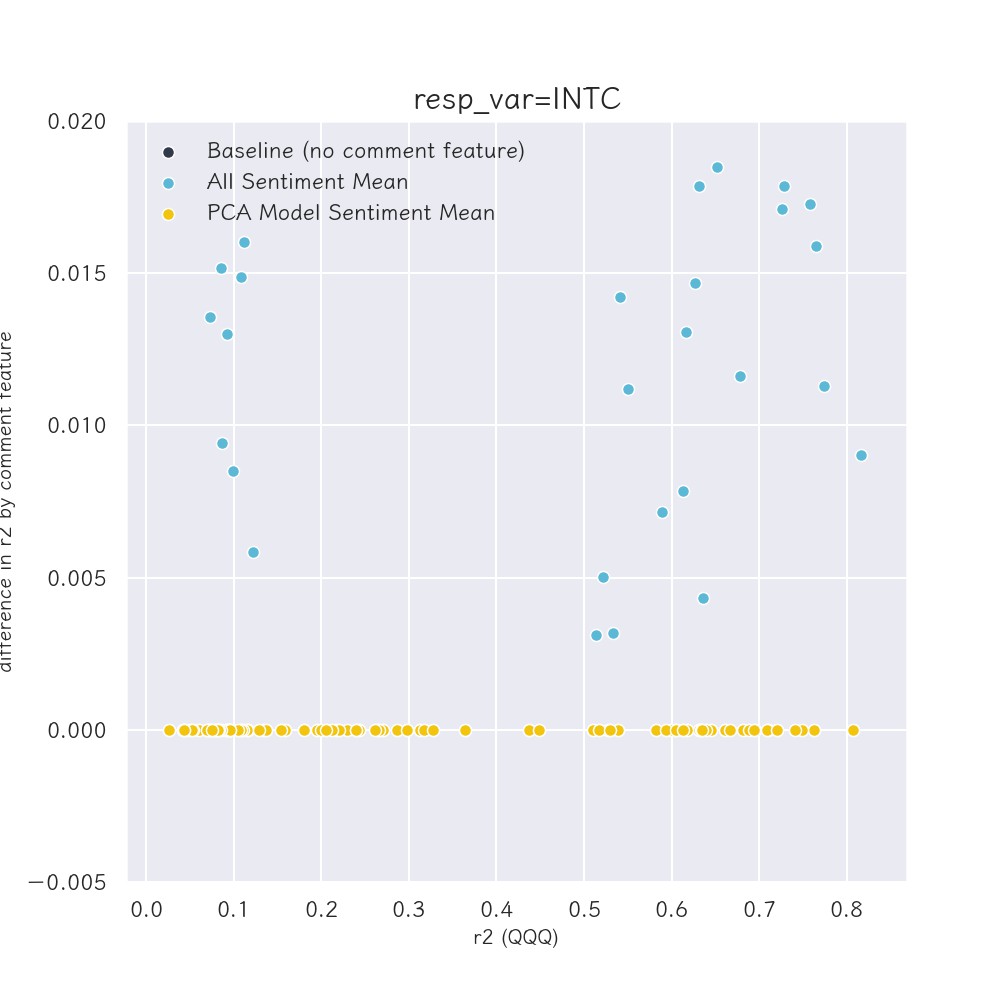 resp_var=INTC
0.020
0.015
0.010
0.005
0.000
−0.005
difference in r2 by comment feature
Baseline (no comment feature)
All Sentiment Mean
PCA Model Sentiment Mean
0.0 0.1 0.2 0.3 0.4 0.5 0.6 0.7 0.8
r2 (QQQ)